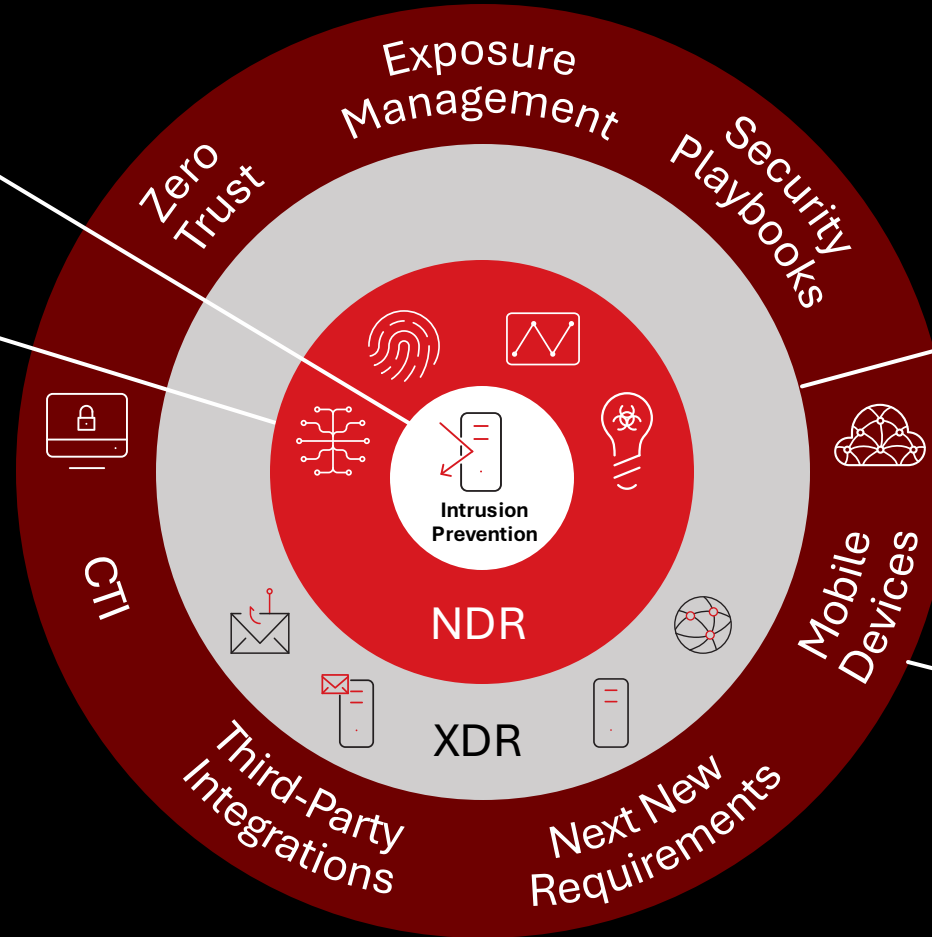 Exposure
Management
Security
Playbooks
Zero
Trust
Intrusion
Prevention
CTI
Mobile
Devices
NDR
XDR
Third-Party
Integrations
Next New
Requirements